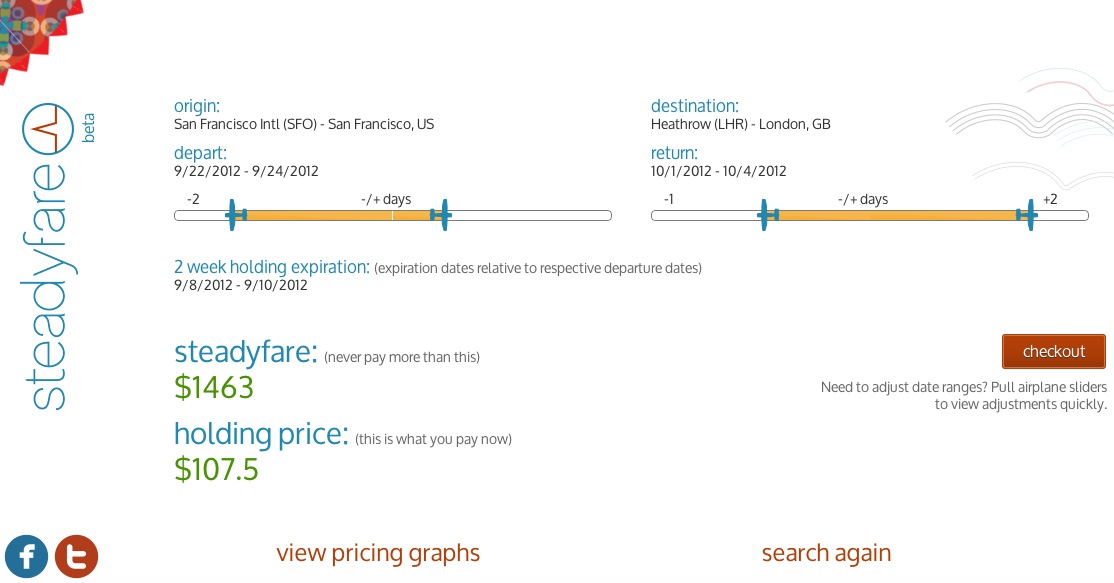 steadyfare
beta
origin:
San Francisco Intl (SFO) - San Francisco, US
depart:
9/22/2012 - 9/24/2012
-2 -/+ days
destination:
Heathrow (LHR) - London, GB
return:
10/1/2012 - 10/4/2012
-1 -/+ days +2
2 week holding expiration: (expiration dates relative to respective departure dates)
9/8/2012 - 9/10/2012
steadyfare: (never pay more than this)
$1463
holding price: (this is what you pay now)
$107.5
checkout
Need to adjust date ranges? Pull airplane sliders
to view adjustments quickly.
f t
view pricing graphs
search again